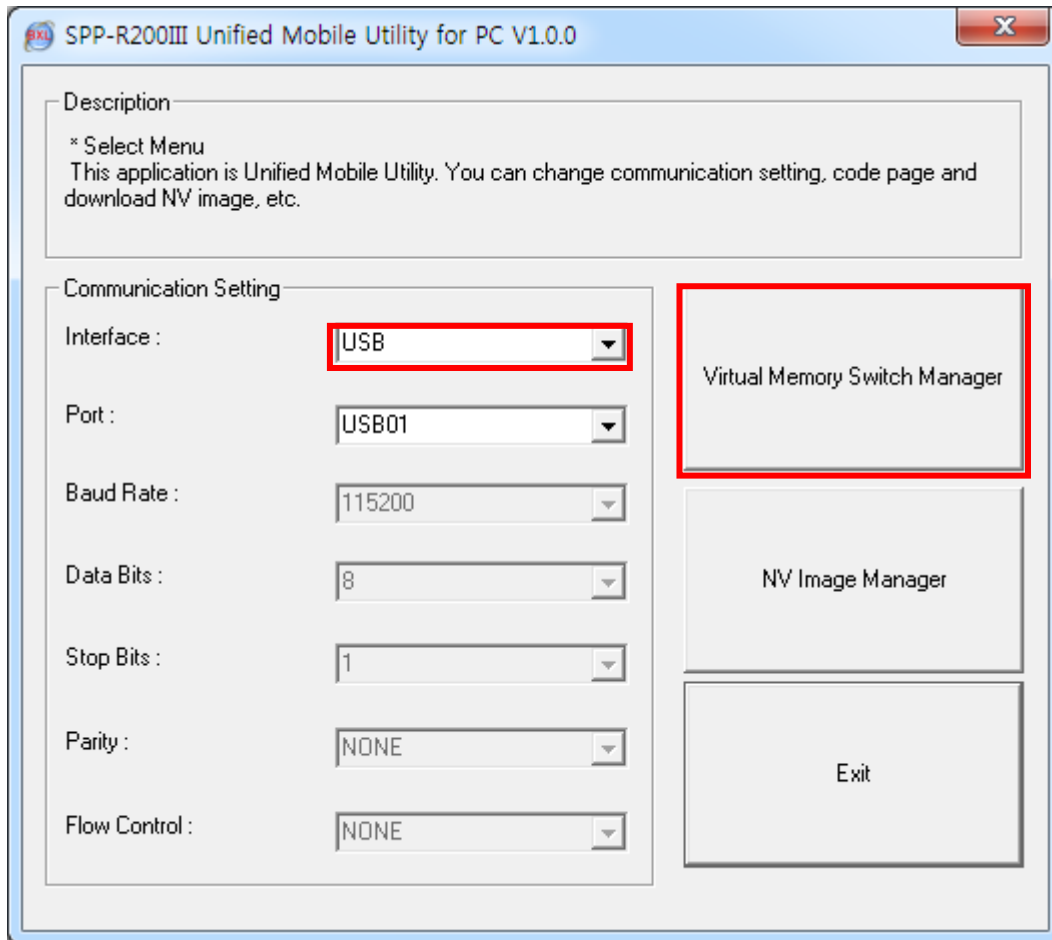 BXL SPP-R200III Unified Mobile Utility for PC V1.0.0
Description
* Select Menu
This application is Unified Mobile Utility. You can change communication setting, code page and
download NV image, etc.
Communication Setting
Interface : USB
Port : USB01
Baud Rate : 115200
Data Bits : 8
Stop Bits : 1
Parity : NONE
Flow Control : NONE
Virtual Memory Switch Manager
NV Image Manager
Exit